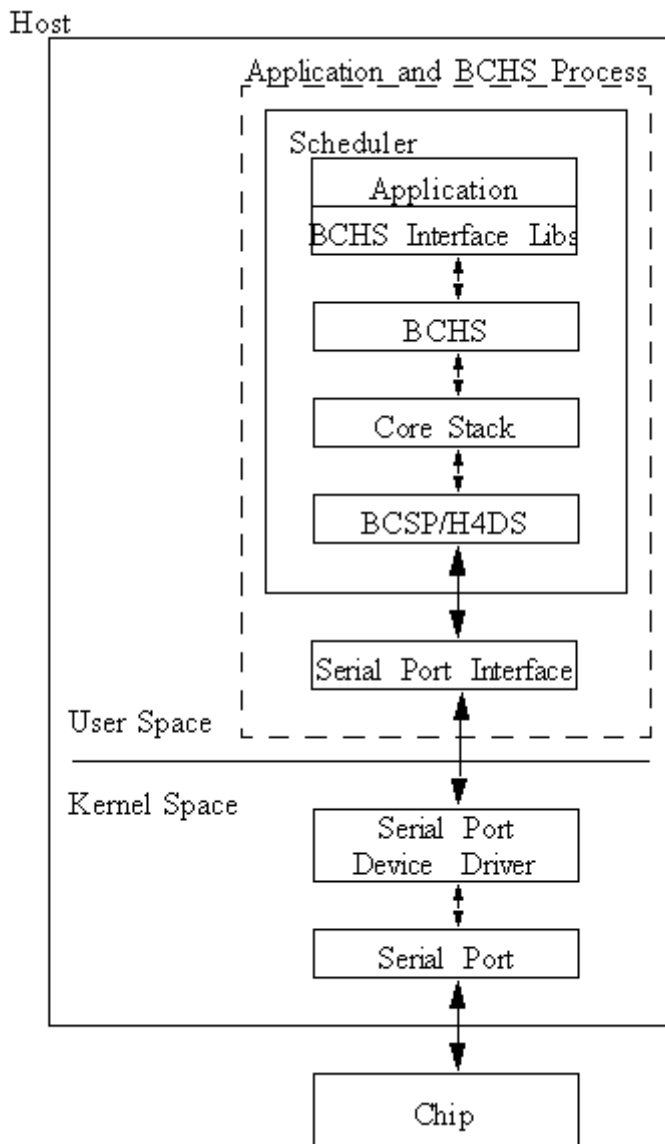 Host
Application and BCHS Process
Scheduler
Application
BCHS Interface Libs
BCHS
Core Stack
BCSP/H4DS
Serial Port Interface
User Space
Kernel Space
Serial Port
Device Driver
Serial Port
Chip